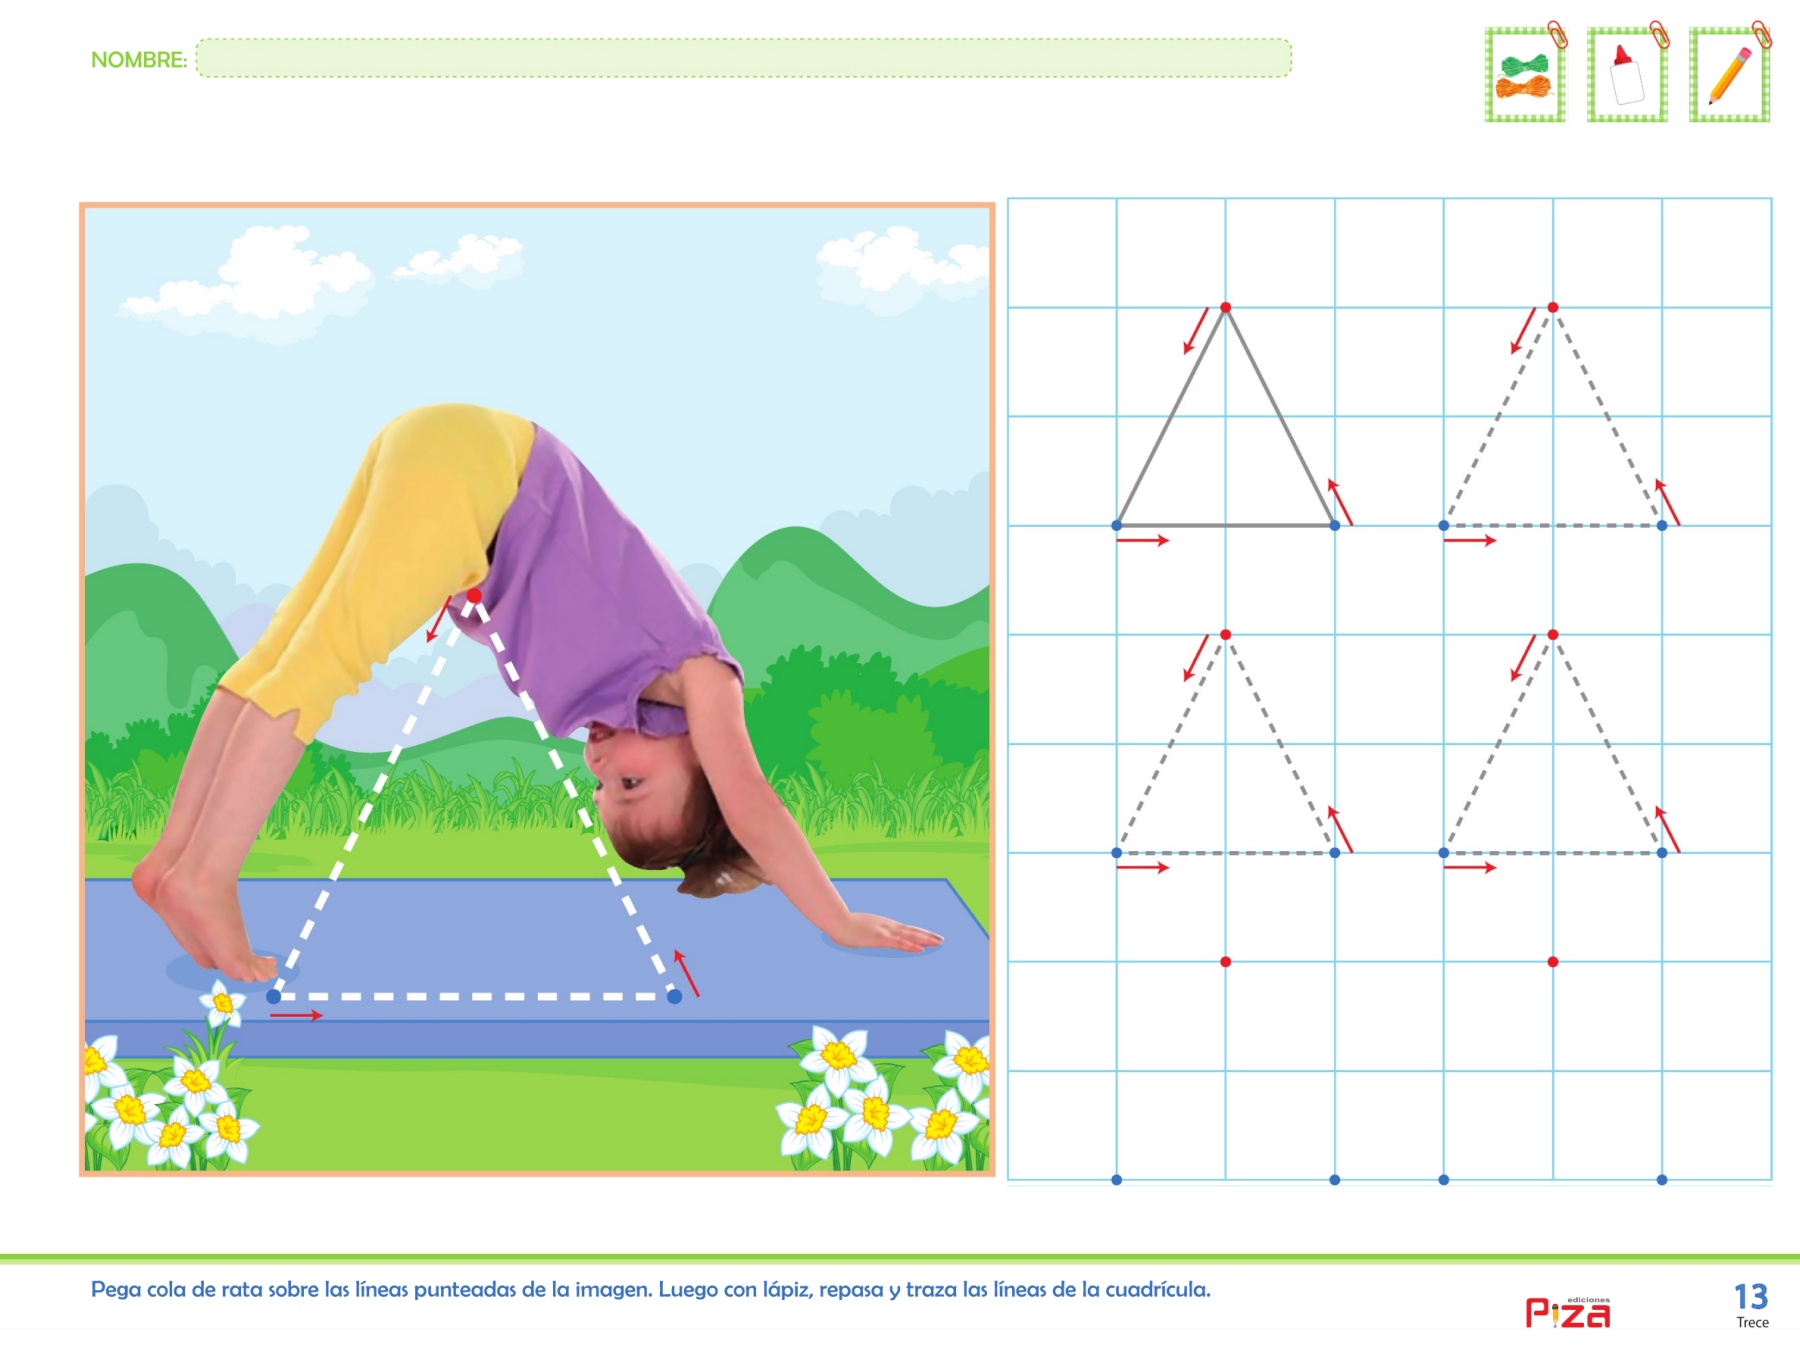 NOMBRE:
Pega cola de rata sobre las líneas punteadas de la imagen. Luego con lápiz, repasa y traza las líneas de la cuadrícula.
ediciones
Piza
13
Trece